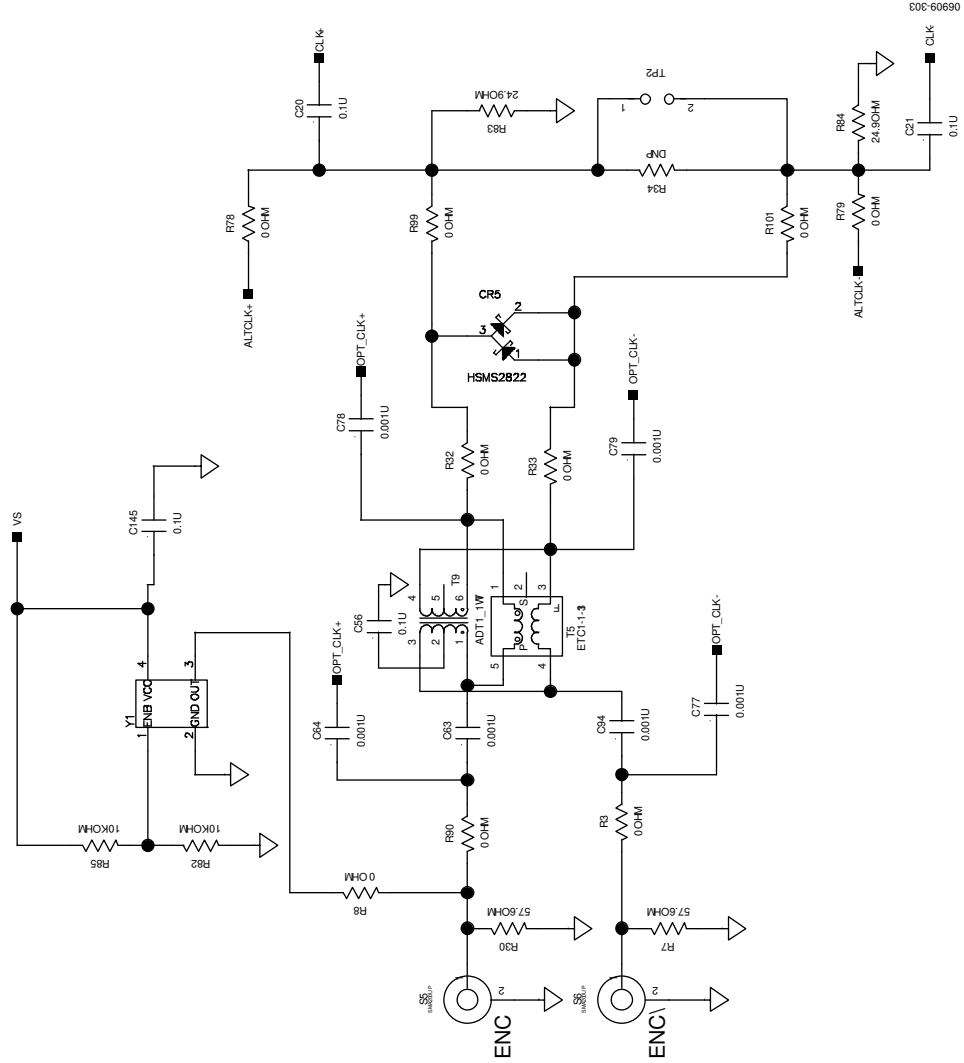 06909-303
CLK+
C20
0.1U
24.9OHM
R83
TP2
1
2
R84
24.9OHM
C21
0.1U
CLK-
R78
0 OHM
R99
0 OHM
DNP
R34
R101
0 OHM
R79
0 OHM
ALTCLK+
ALTCLK-
CR5
3
2
1
HSMS2822
OPT_CLK+
C78
0.001U
R32
0 OHM
R33
0 OHM
OPT_CLK-
C79
0.001U
VS
C145
0.1U
C56
0.1U
4
5
6
T9
3
2
1
ADT1_1W
1
2
3
S
F
P
5
4
T5
ETC1-1-3
Y1
1
ENB
VCC
4
2
GND
OUT
3
OPT_CLK+
C64
0.001U
C63
0.001U
C94
0.001U
OPT_CLK-
C77
0.001U
10KOHM
R85
10KOHM
R82
0 OHM
R8
R90
0 OHM
R3
0 OHM
57.6OHM
R30
57.6OHM
R7
S5
1
2
ENC
S6
1
2
ENC\